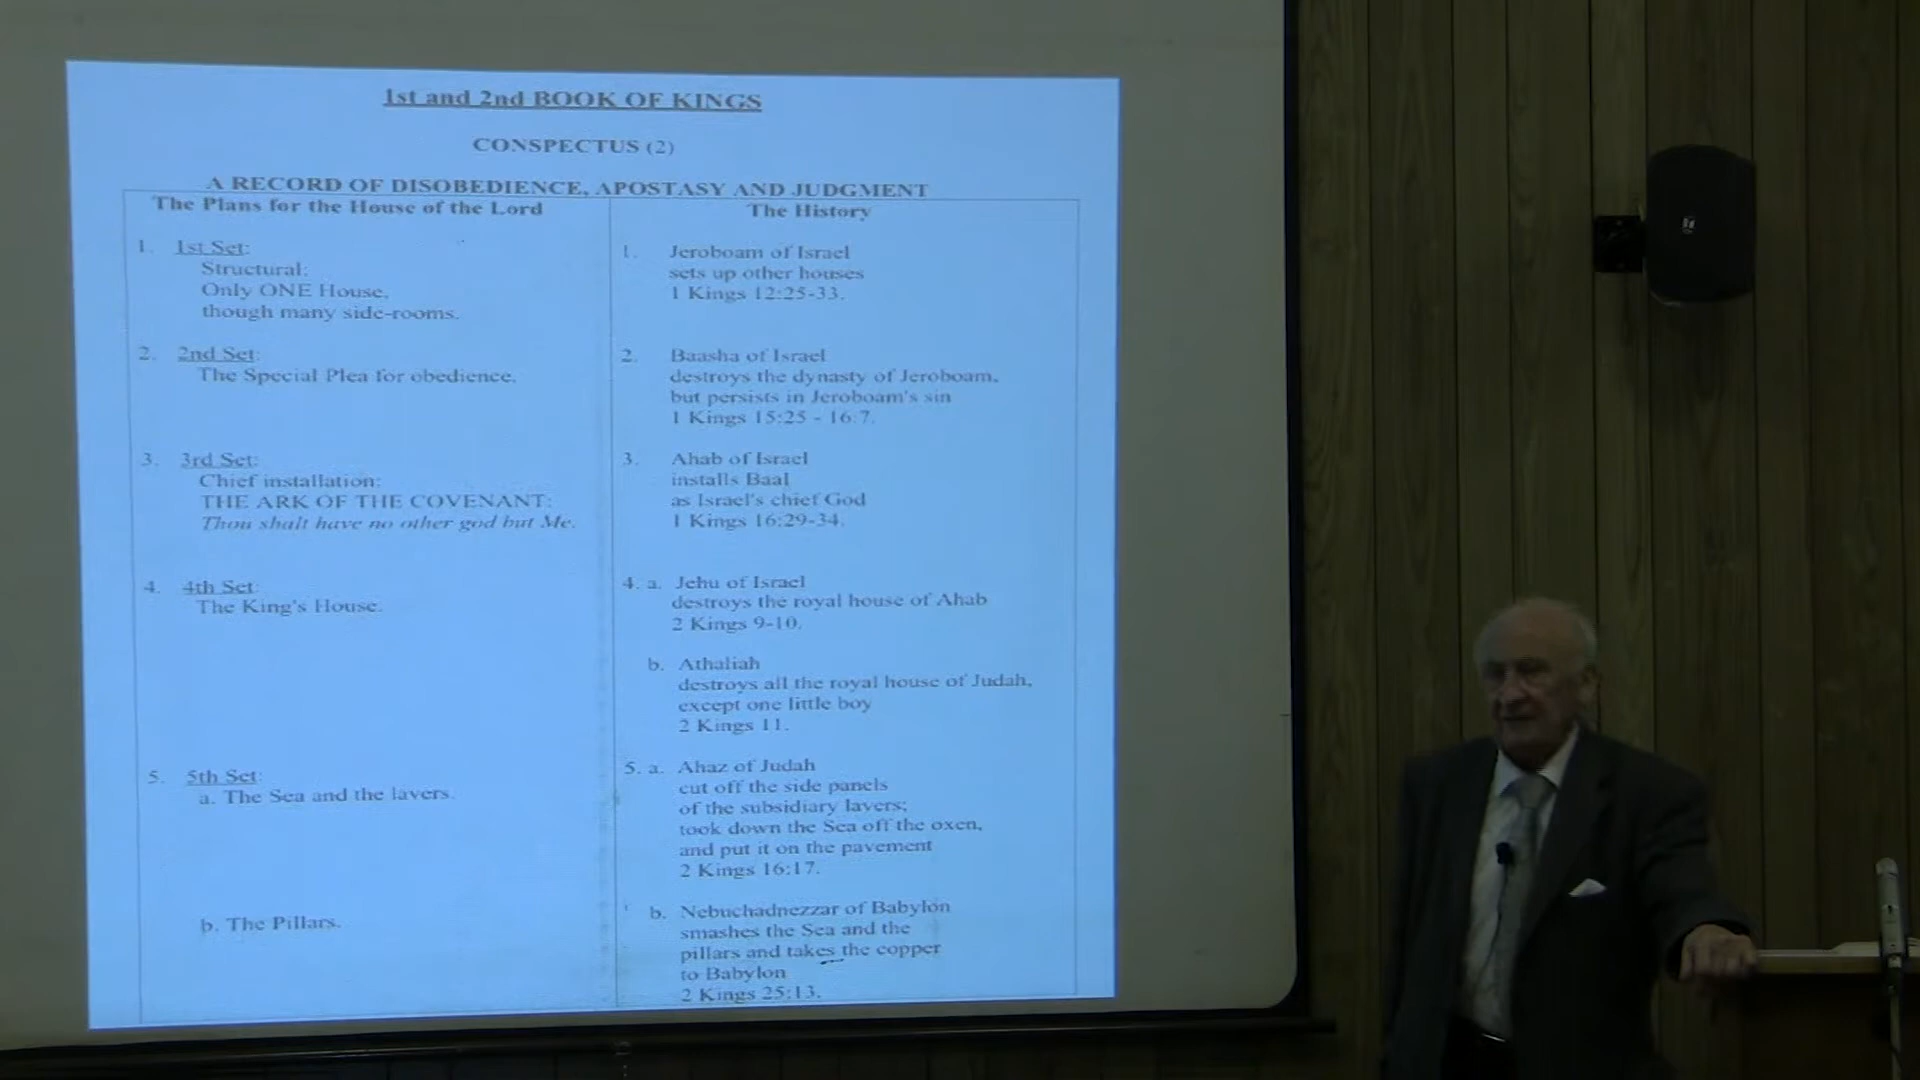 1st and 2nd BOOK OF KINGS
CONSPECTUS (2)
A RECORD OF DISOBEDIENCE, APOSTASY AND JUDGMENT
The Plans for the House of the Lord
1. 1st Set:
Structural:
Only ONE House,
though many side-rooms.
2. 2nd Set:
The Special Plea for obedience.
3. 3rd Set:
Chief installation:
THE ARK OF THE COVENANT:
Thou shalt have no other god but Me.
4. 4th Set:
The King's House.
5. 5th Set:
a. The Sea and the lavers.
b. The Pillars.
The History
1. Jeroboam of Israel
sets up other houses
1 Kings 12:25-33.
2. Baasha of Israel
destroys the dynasty of Jeroboam,
but persists in Jeroboam's sin
1 Kings 15:25 - 16:7.
3. Ahab of Israel
installs Baal
as Israel's chief God
1 Kings 16:29-34.
4. a. Jehu of Israel
destroys the royal house of Ahab
2 Kings 9-10.
b. Athaliah
destroys all the royal house of Judah,
except one little boy
2 Kings 11.
5. a. Ahaz of Judah
cut off the side panels
of the subsidiary lavers;
took down the Sea off the oxen,
and put it on the pavement
2 Kings 16:17.
b. Nebuchadnezzar of Babylon
smashes the Sea and the
pillars and takes the copper
to Babylon
2 Kings 25:13.